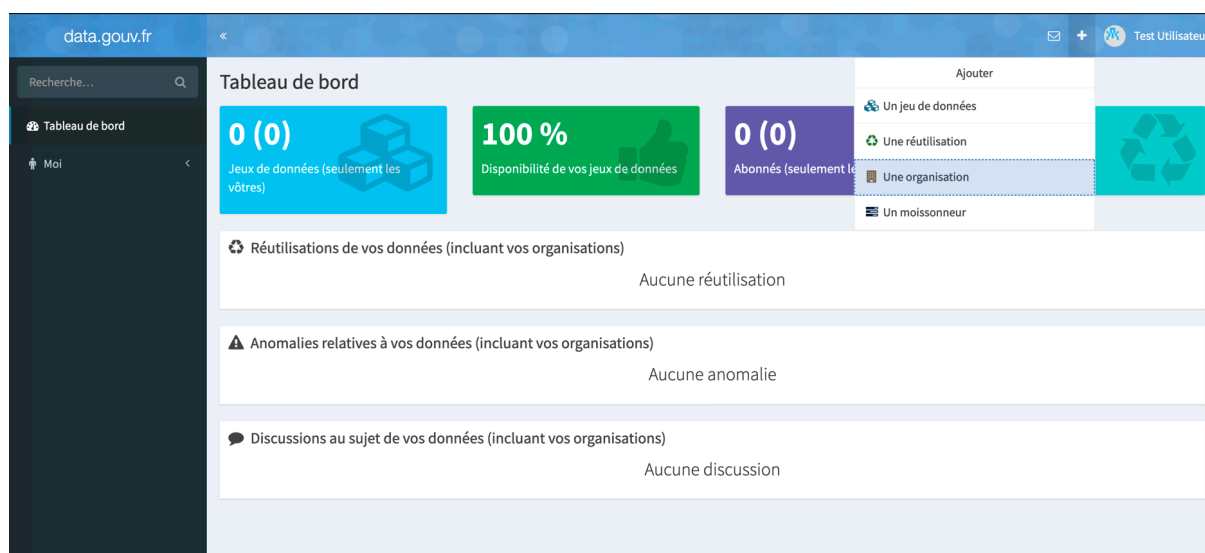 data.gouv.fr
«
+
Test Utilisateu
Recherche...
Tableau de bord
Moi
Tableau de bord
0 (0)
Jeux de données (seulement les
vôtres)
100 %
Disponibilité de vos jeux de données
0 (0)
Abonnés (seulement le
Ajouter
Un jeu de données
Une réutilisation
Une organisation
Un moissonneur
Réutilisations de vos données (incluant vos organisations)
Aucune réutilisation
Anomalies relatives à vos données (incluant vos organisations)
Aucune anomalie
Discussions au sujet de vos données (incluant vos organisations)
Aucune discussion